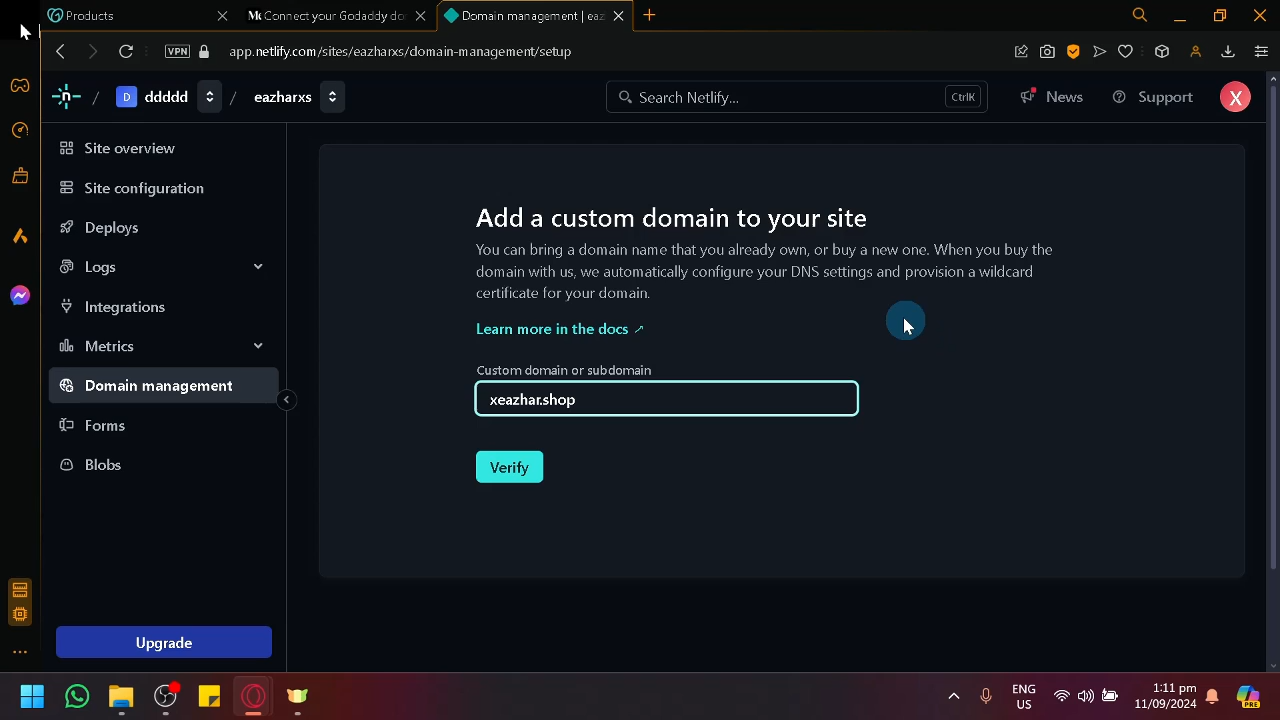 Products
Connect your Godaddy do
Domain management | eaz
VPN
app.netlify.com/sites/eazharxs/domain-management/setup
/ D ddddd / eazharxs
Search Netlify...
CtrlK
News
Support
X
Site overview
Site configuration
Deploys
Logs
Integrations
Metrics
Domain management
Forms
Blobs
Upgrade
Add a custom domain to your site
You can bring a domain name that you already own, or buy a new one. When you buy the
domain with us, we automatically configure your DNS settings and provision a wildcard
certificate for your domain.
Learn more in the docs ↗
Custom domain or subdomain
xeazhar.shop
Verify
ENG
US
1:11 pm
11/09/2024
PRE